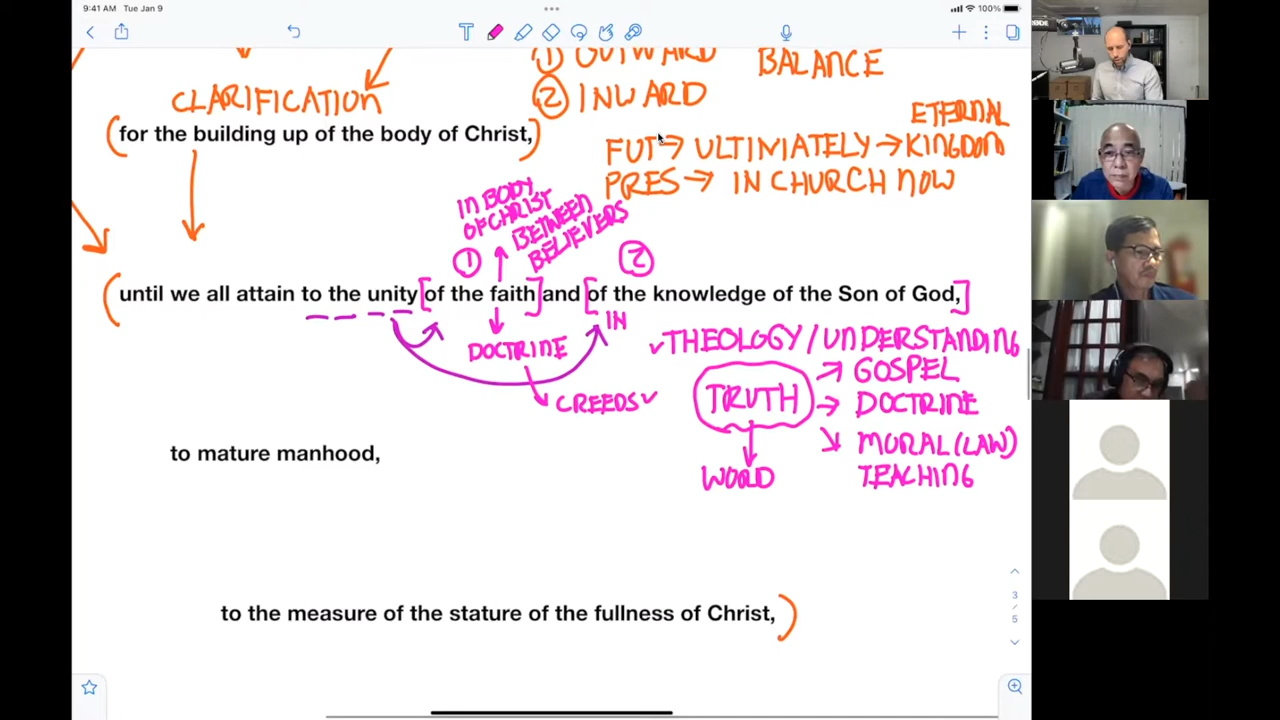 9:41 AM Tue Jan 9
100%
① OUTWARD
BALANCE
CLARIFICATION
② INWARD
ETERNAL
(for the building up of the body of Christ,)
FUT → ULTIMATELY → KINGDOM
PRES → IN CHURCH NOW
IN BODY
OF CHRIST
BETWEEN
BELIEVERS
① ②
(until we all attain to the unity [of the faith] and [of the knowledge of the Son of God,]
IN
DOCTRINE
✓THEOLOGY/UNDERSTANDING
GOSPEL
CREEDS✓
TRUTH → DOCTRINE
MORAL (LAW)
to mature manhood,
WORD
TEACHING
3
/
5
to the measure of the stature of the fullness of Christ,)